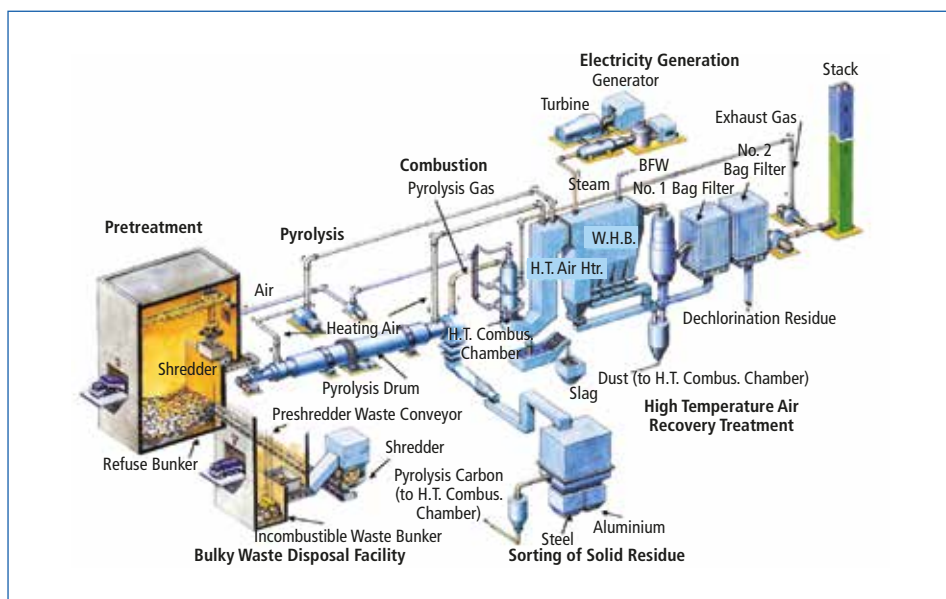 Electricity Generation
Generator
Turbine
Stack
Exhaust Gas
No. 2
Bag Filter
No. 1 Bag Filter
BFW
Steam
Combustion
Pyrolysis Gas
W.H.B.
H.T. Air Htr.
Pretreatment
Pyrolysis
Air
Heating Air
H.T. Combus.
Chamber
Dechlorination Residue
Shredder
Pyrolysis Drum
Slag
Dust (to H.T. Combus. Chamber)
High Temperature Air
Recovery Treatment
Preshredder Waste Conveyor
Refuse Bunker
Shredder
Pyrolysis Carbon
(to H.T. Combus.
Chamber)
Incombustible Waste Bunker
Bulky Waste Disposal Facility
Steel
Aluminium
Sorting of Solid Residue